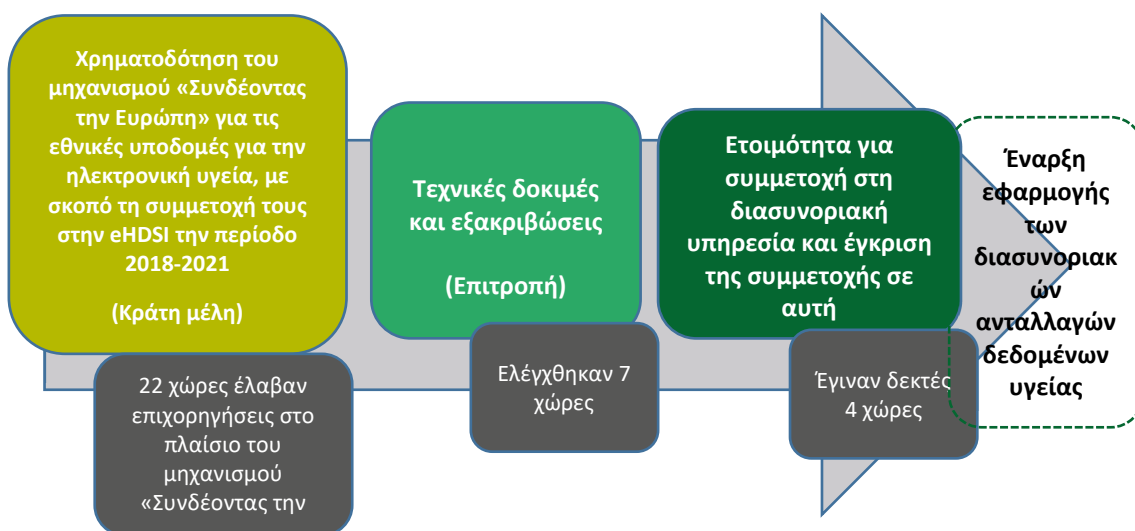 Χρηματοδότηση του
μηχανισμού «Συνδέοντας
την Ευρώπη» για τις
εθνικές υποδομές για την
ηλεκτρονική υγεία, με
σκοπό τη συμμετοχή τους
στην eHDSI την περίοδο
2018-2021
(Κράτη μέλη)
22 χώρες έλαβαν
επιχορηγήσεις στο
πλαίσιο του
μηχανισμού
«Συνδέοντας την
Τεχνικές δοκιμές
και εξακριβώσεις
(Επιτροπή)
Ελέγχθηκαν 7
χώρες
Ετοιμότητα για
συμμετοχή στη
διασυνοριακή
υπηρεσία και έγκριση
της συμμετοχής σε
αυτή
Έγιναν δεκτές
4 χώρες
Έναρξη
εφαρμογής
των
διασυνοριακ
ών
ανταλλαγών
δεδομένων
υγείας